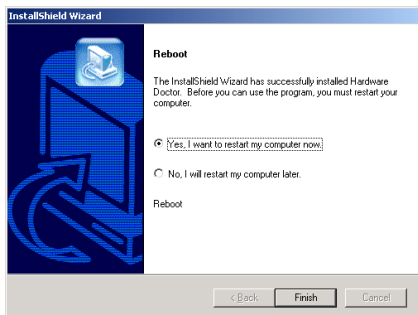 InstallShield Wizard
Reboot
The InstallShield Wizard has successfully installed Hardware
Doctor. Before you can use the program, you must restart your
computer.
Yes, I want to restart my computer now.
No, I will restart my computer later.
Reboot
< Back
Finish
Cancel